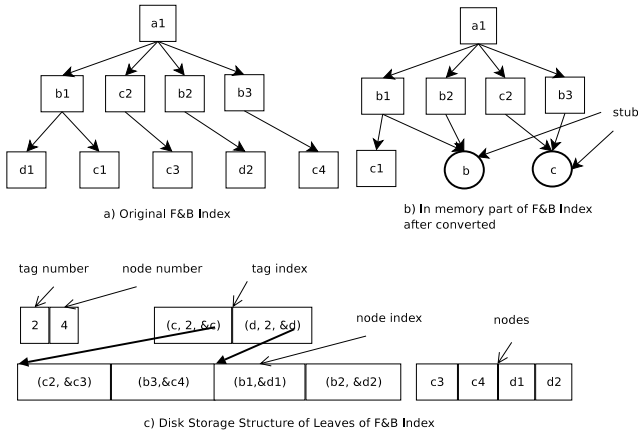 a1
b1
c2
b2
b3
d1
c1
c3
d2
c4
a) Original F&B Index
a1
b1
b2
c2
b3
stub
c1
b
c
b) In memory part of F&B Index
after converted
tag number
node number
tag index
2
4
(c, 2, &c)
(d, 2, &d)
node index
nodes
(c2, &c3)
(b3,&c4)
(b1,&d1)
(b2, &d2)
c3
c4
d1
d2
c) Disk Storage Structure of Leaves of F&B Index